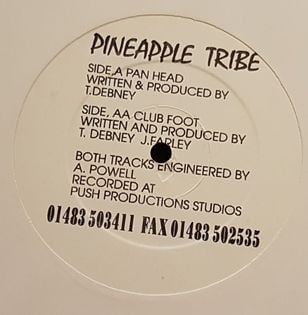 PINEAPPLE TRIBE
SIDE,A PAN HEAD
WRITTEN & PRODUCED BY
T.DEBNEY
SIDE, AA CLUB FOOT
WRITTEN AND PRODUCED BY
T. DEBNEY J.FARLEY
BOTH TRACKS ENGINEERED BY
A. POWELL
RECORDED AT
PUSH PRODUCTIONS STUDIOS
01483 503411 FAX 01483 502535